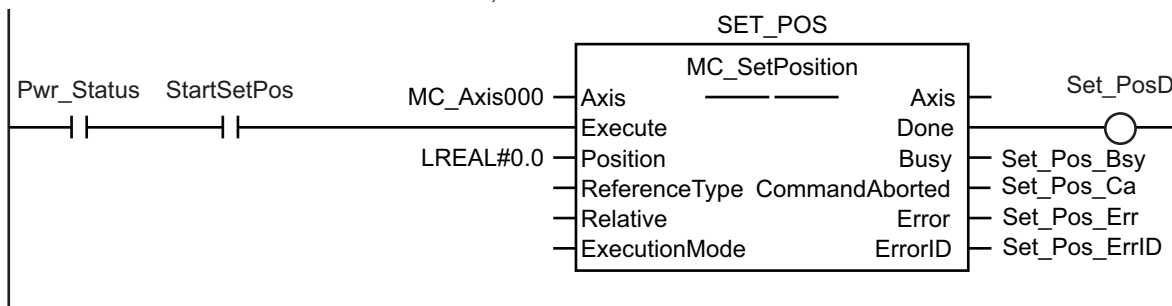 SET_POS
MC_SetPosition
Pwr_Status StartSetPos
MC_Axis000 Axis Axis Set_PosD
Execute Done
LREAL#0.0 Position Busy Set_Pos_Bsy
ReferenceType CommandAborted Set_Pos_Ca
Relative Error Set_Pos_Err
ExecutionMode ErrorID Set_Pos_ErrID